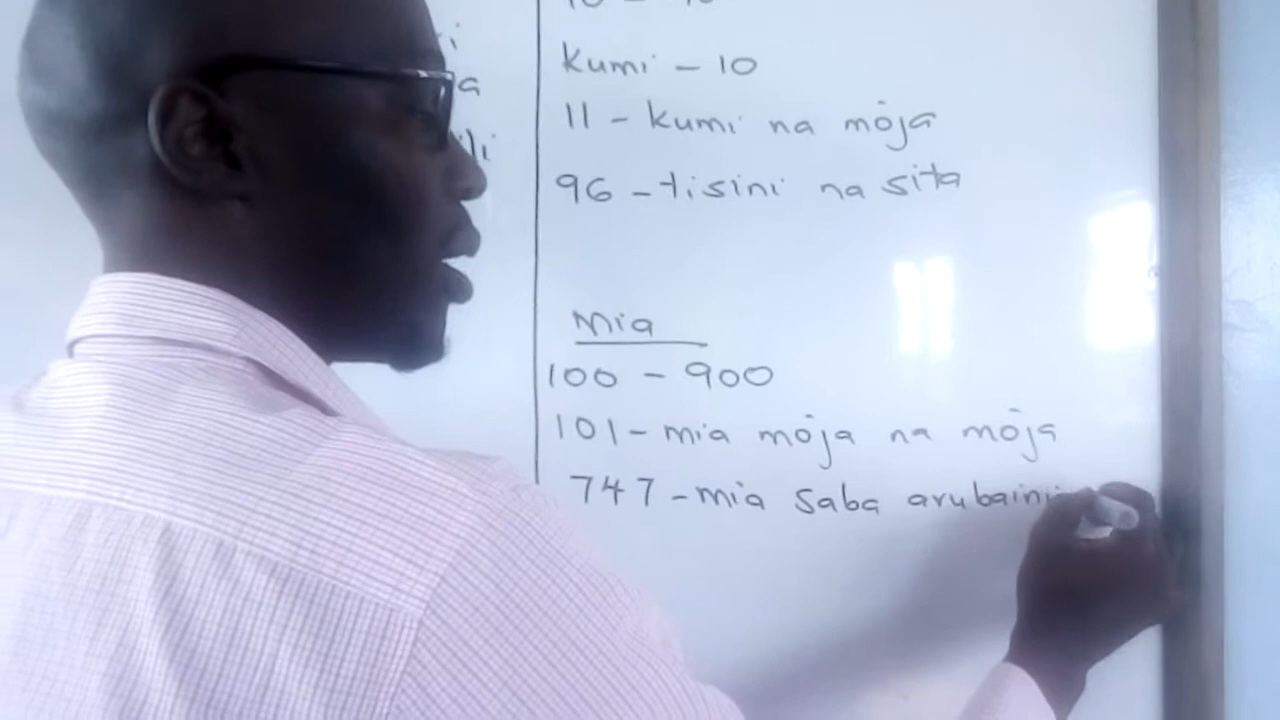 kumi - 10
11 - kumi na moja
96 - tisini na sita
Mia
100 - 900
101 - mia moja na moja
747 - mia saba arubaini